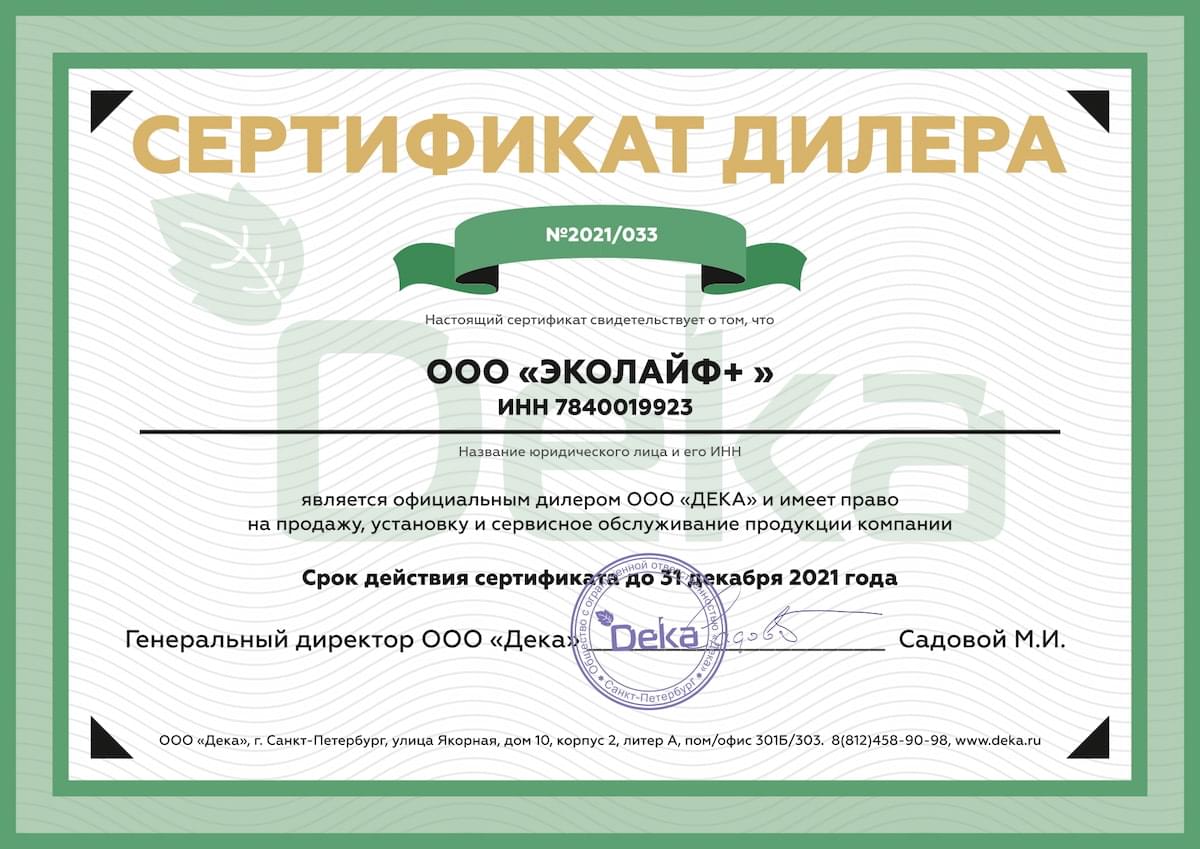 СЕРТИФИКАТ ДИЛЕРА
№2021/033
Настоящий сертификат свидетельствует о том, что
ООО «ЭКОЛАЙФ+ »
ИНН 7840019923
Название юридического лица и его ИНН
является официальным дилером ООО «ДЕКА» и имеет право
на продажу, установку и сервисное обслуживание продукции компании
Срок действия сертификата до 31 декабря 2021 года
Генеральный директор ООО «Дека» Садовой М.И.
Общество с ограниченной ответственностью «Дека»
Deka
Санкт-Петербург
ООО «Дека», г. Санкт-Петербург, улица Якорная, дом 10, корпус 2, литер А, пом/офис 301Б/303. 8(812)458-90-98, www.deka.ru
Deka